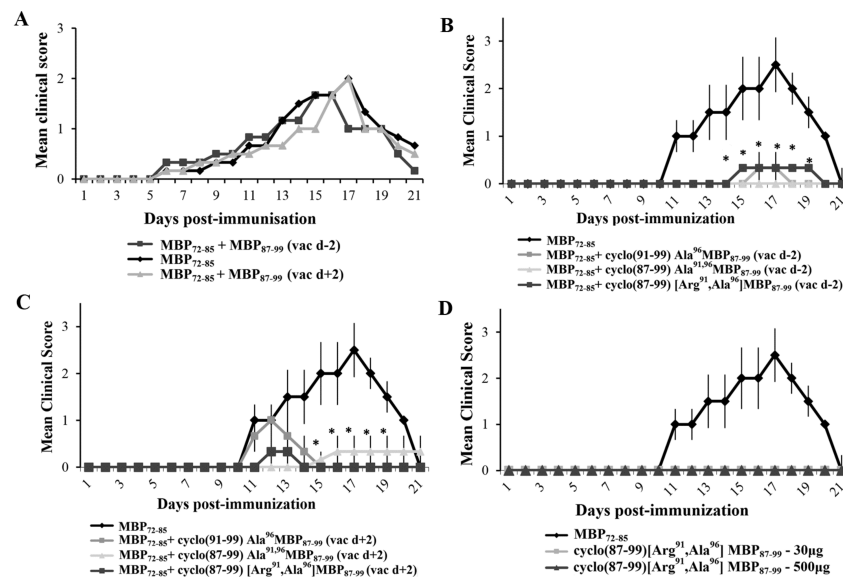 A
Mean clinical score
3
2
1
0
1 3 5 7 9 11 13 15 17 19 21
Days post-immunisation
MBP72-85 + MBP87-99 (vac d-2)
MBP72-85
MBP72-85 + MBP87-99 (vac d+2)
B
Mean Clinical Score
3
2
1
0
* * * * * *
1 3 5 7 9 11 13 15 17 19 21
Days post-immunization
MBP72-85
MBP72-85+ cyclo(91-99) Ala96MBP87-99 (vac d-2)
MBP72-85+ cyclo(87-99) Ala91,96MBP87-99 (vac d-2)
MBP72-85+ cyclo(87-99) [Arg91,Ala96]MBP87-99 (vac d-2)
C
Mean Clinical Score
3
2
1
0
* * * * *
1 3 5 7 9 11 13 15 17 19 21
Days post-immunization
MBP72-85
MBP72-85+ cyclo(91-99) Ala96MBP87-99 (vac d+2)
MBP72-85+ cyclo(87-99) Ala91,96MBP87-99 (vac d+2)
MBP72-85+ cyclo(87-99) [Arg91,Ala96]MBP87-99 (vac d+2)
D
Mean Clinical Score
3
2
1
0
1 3 5 7 9 11 13 15 17 19 21
Days post-immunization
MBP72-85
cyclo(87-99)[Arg91,Ala96] MBP87-99 - 30μg
cyclo(87-99)[Arg91,Ala96] MBP87-99 - 500μg